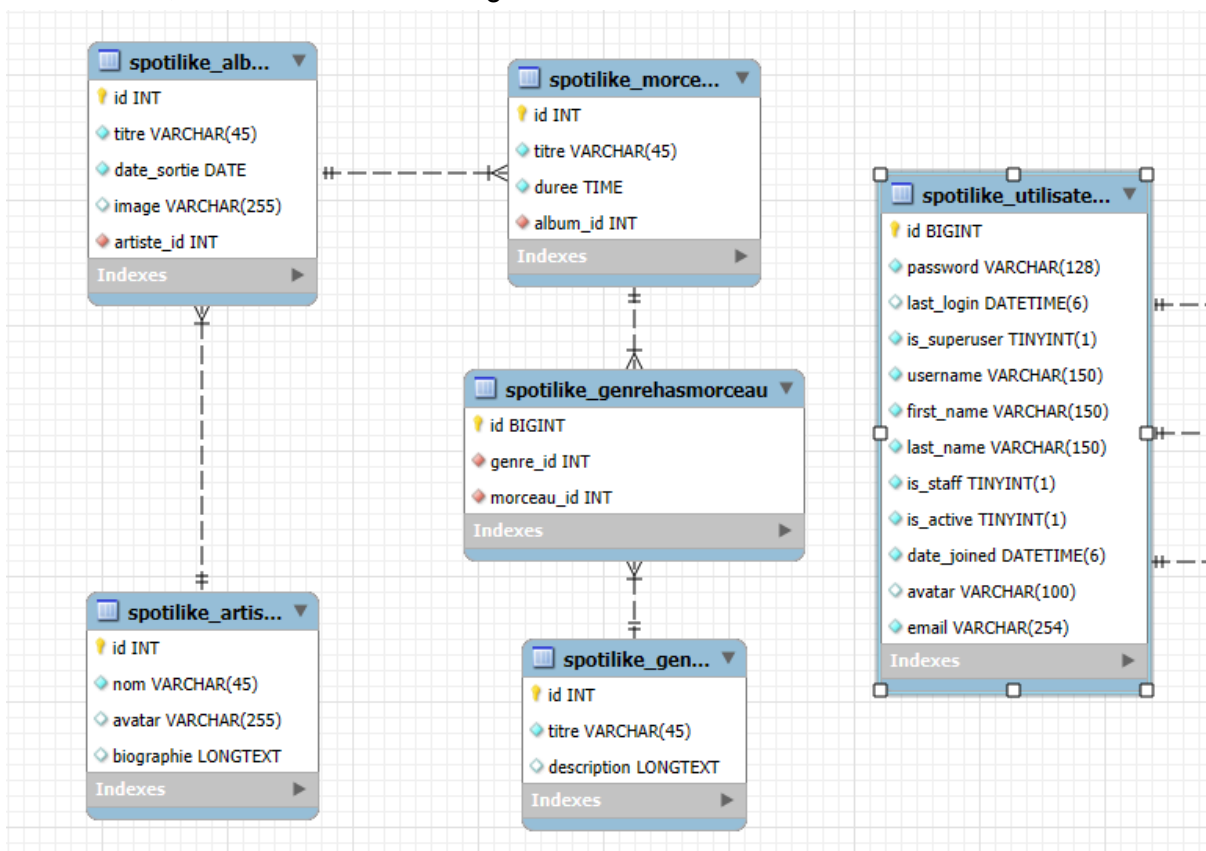 spotilike_alb...
id INT
titre VARCHAR(45)
date_sortie DATE
image VARCHAR(255)
artiste_id INT
Indexes
spotilike_morce...
id INT
titre VARCHAR(45)
duree TIME
album_id INT
Indexes
spotilike_utilisate...
id BIGINT
password VARCHAR(128)
last_login DATETIME(6)
is_superuser TINYINT(1)
username VARCHAR(150)
first_name VARCHAR(150)
last_name VARCHAR(150)
is_staff TINYINT(1)
is_active TINYINT(1)
date_joined DATETIME(6)
avatar VARCHAR(100)
email VARCHAR(254)
Indexes
spotilike_genrehasmorceau
id BIGINT
genre_id INT
morceau_id INT
Indexes
spotilike_artis...
id INT
nom VARCHAR(45)
avatar VARCHAR(255)
biographie LONGTEXT
Indexes
spotilike_gen...
id INT
titre VARCHAR(45)
description LONGTEXT
Indexes